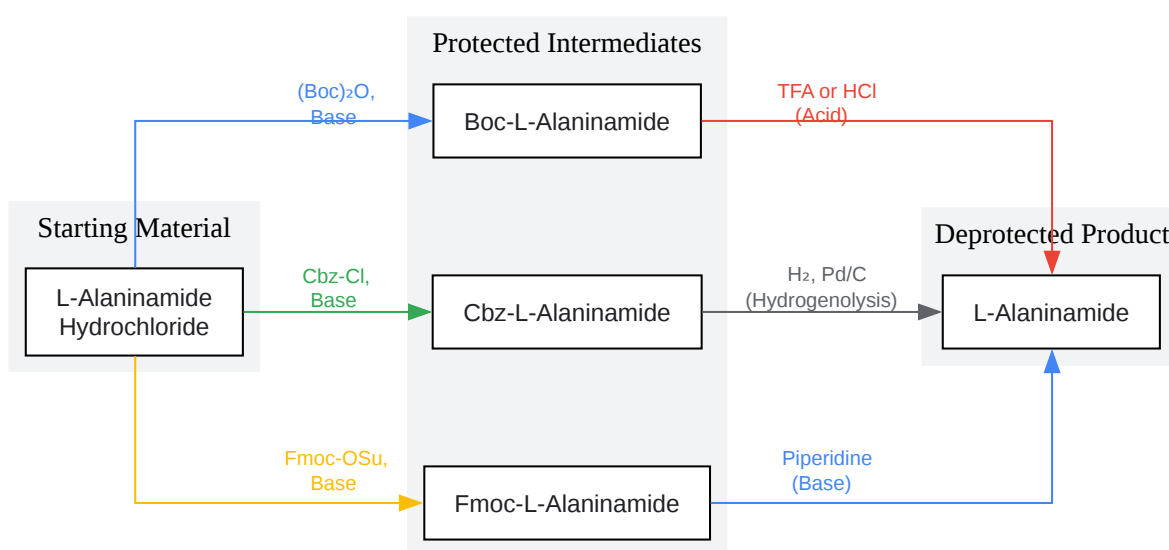 Protected Intermediates
(Boc)₂O,
Base
Boc-L-Alaninamide
TFA or HCl
(Acid)
Starting Material
L-Alaninamide
Hydrochloride
Cbz-Cl,
Base
Cbz-L-Alaninamide
H₂, Pd/C
(Hydrogenolysis)
Deprotected Product
L-Alaninamide
Fmoc-OSu,
Base
Fmoc-L-Alaninamide
Piperidine
(Base)